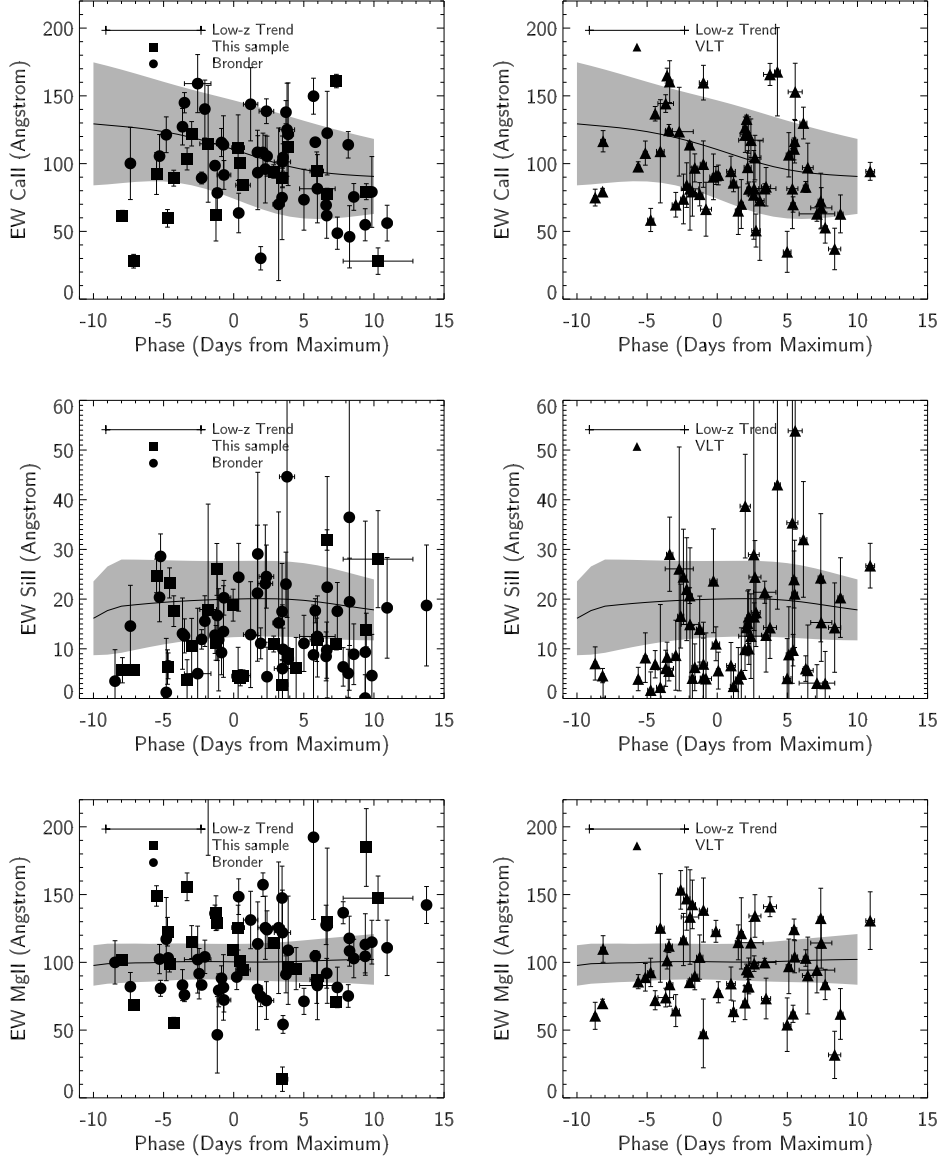 200
150
100
50
0
EW CaII (Angstrom)
Low-z Trend
This sample
Bronder
-10 -5 0 5 10 15
Phase (Days from Maximum)
200
150
100
50
0
EW CaII (Angstrom)
Low-z Trend
VLT
-10 -5 0 5 10 15
Phase (Days from Maximum)
60
50
40
30
20
10
0
EW SiII (Angstrom)
Low-z Trend
This sample
Bronder
-10 -5 0 5 10 15
Phase (Days from Maximum)
60
50
40
30
20
10
0
EW SiII (Angstrom)
Low-z Trend
VLT
-10 -5 0 5 10 15
Phase (Days from Maximum)
200
150
100
50
0
EW MgII (Angstrom)
Low-z Trend
This sample
Bronder
-10 -5 0 5 10 15
Phase (Days from Maximum)
200
150
100
50
0
EW MgII (Angstrom)
Low-z Trend
VLT
-10 -5 0 5 10 15
Phase (Days from Maximum)